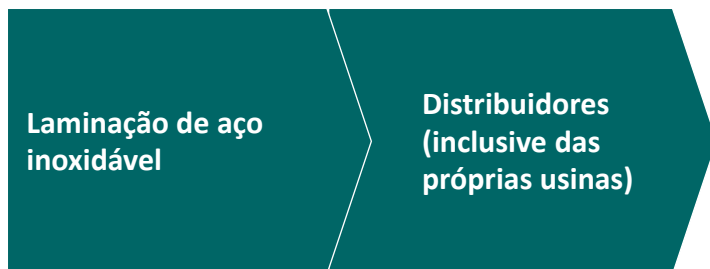 Laminação de aço
inoxidável
Distribuidores
(inclusive das
próprias usinas)